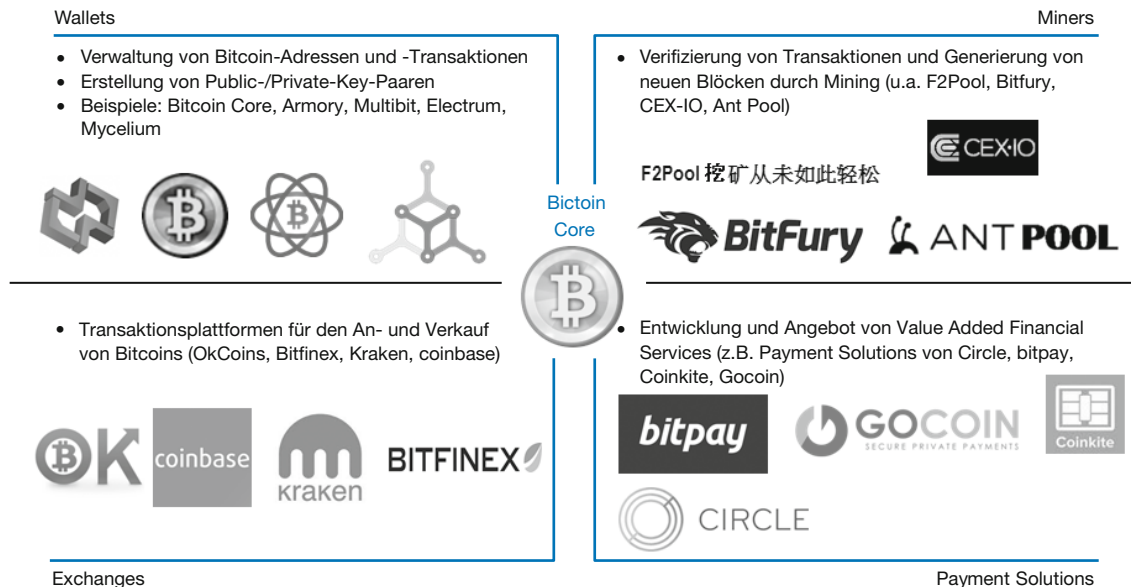 Wallets
• Verwaltung von Bitcoin-Adressen und -Transaktionen
• Erstellung von Public-/Private-Key-Paaren
• Beispiele: Bitcoin Core, Armory, Multibit, Electrum,
Mycelium
Miners
• Verifizierung von Transaktionen und Generierung von
neuen Blöcken durch Mining (u.a. F2Pool, Bitfury,
CEX-IO, Ant Pool)
CEX·IO
F2Pool 挖矿从未如此轻松
BitFury
ANTPOOL
Bictoin
Core
• Transaktionsplattformen für den An- und Verkauf
von Bitcoins (OkCoins, Bitfinex, Kraken, coinbase)
OK
coinbase
kraken
BITFINEX
Exchanges
• Entwicklung und Angebot von Value Added Financial
Services (z.B. Payment Solutions von Circle, bitpay,
Coinkite, Gocoin)
bitpay
GOCOIN
SECURE PRIVATE PAYMENTS
Coinkite
CIRCLE
Payment Solutions